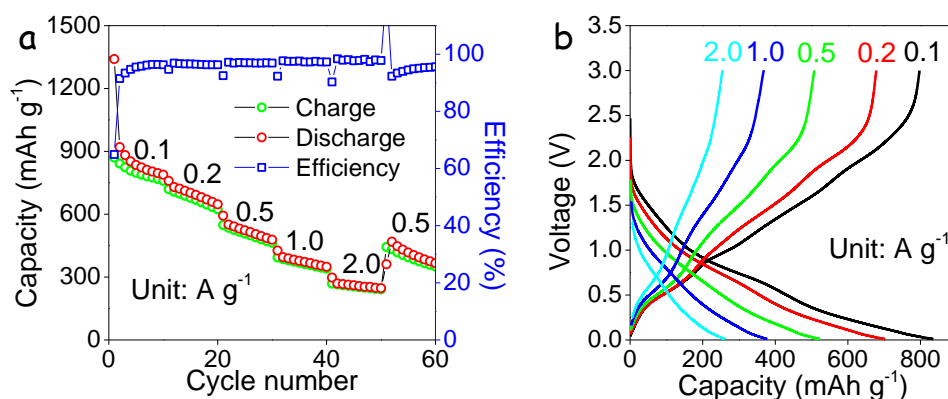 a
1500
1200
900
600
300
0
Capacity (mAh g⁻¹)
0.1
0.2
0.5
1.0
2.0
0.5
Charge
Discharge
Efficiency
Unit: A g⁻¹
100
80
60
40
20
0
Efficiency (%)
0 20 40 60
Cycle number
b
3.5
3.0
2.5
2.0
1.5
1.0
0.5
0.0
Voltage (V)
2.0 1.0 0.5 0.2 0.1
Unit: A g⁻¹
0 200 400 600 800
Capacity (mAh g⁻¹)